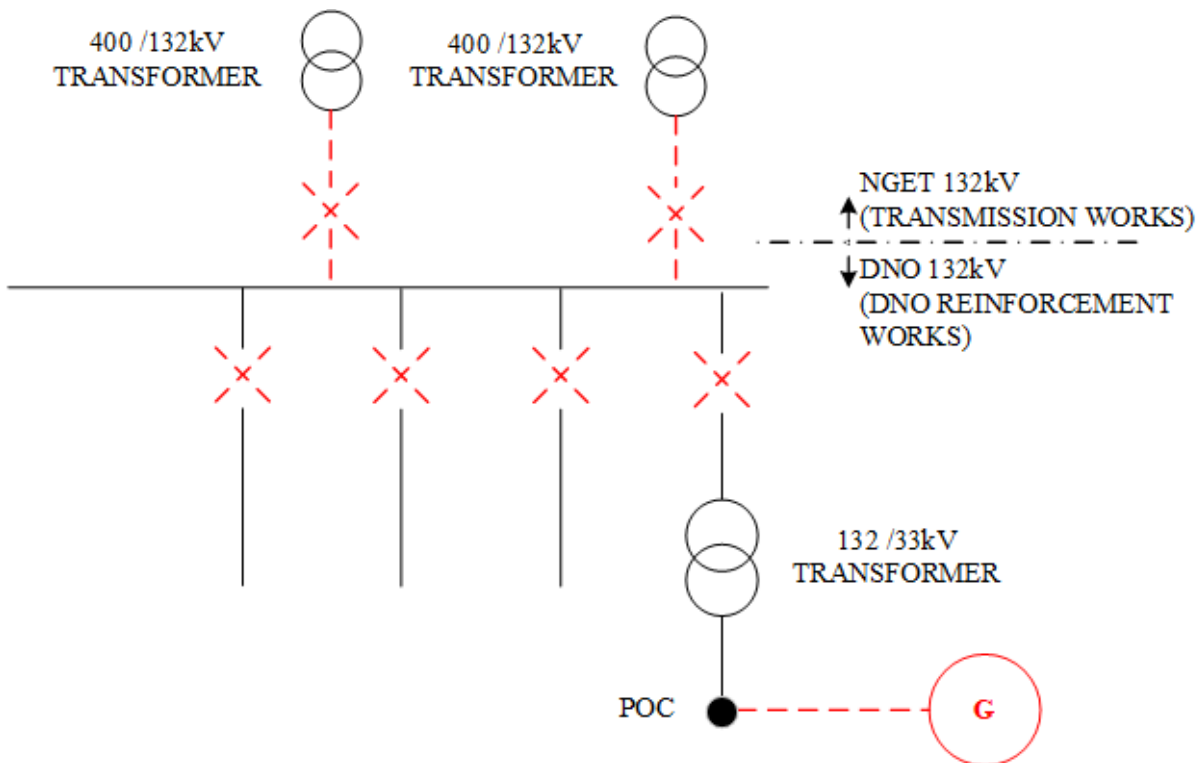 400 /132kV
TRANSFORMER
400 /132kV
TRANSFORMER
NGET 132kV
(TRANSMISSION WORKS)
DNO 132kV
(DNO REINFORCEMENT
WORKS)
132 /33kV
TRANSFORMER
POC
G